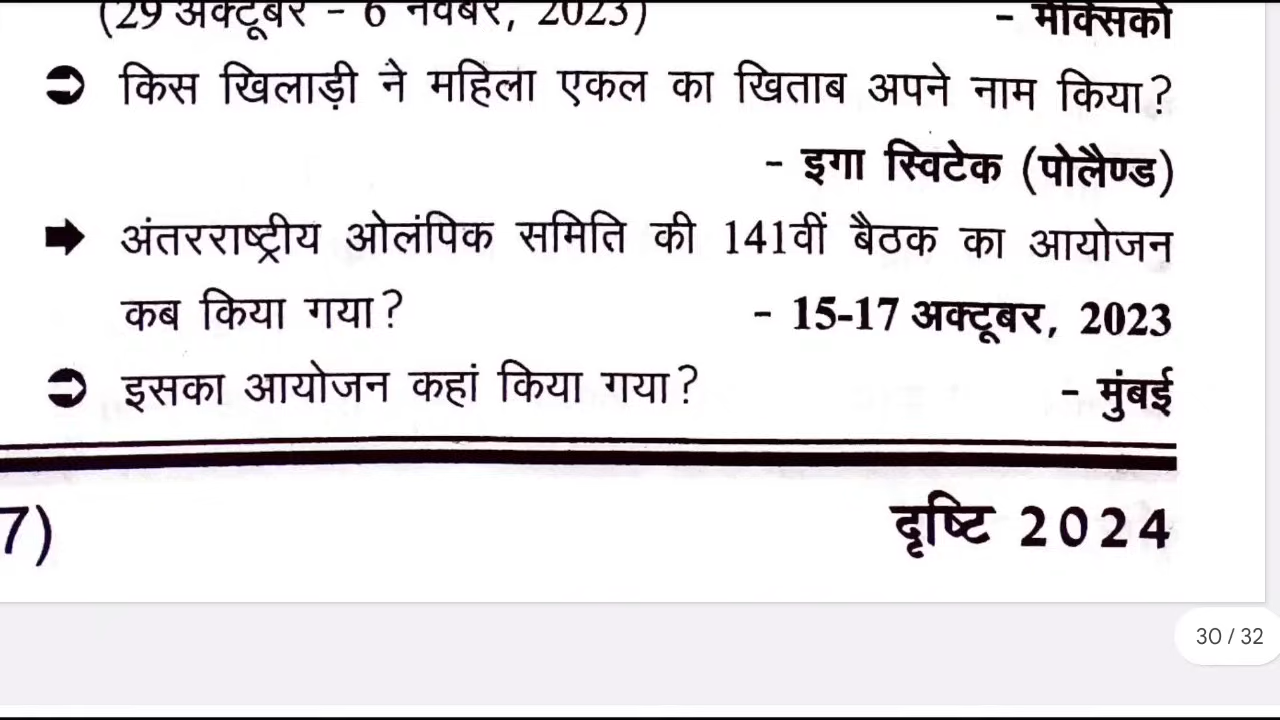 (29 अक्टूबर - 6 नवंबर, 2023) - मैक्सिको
➲ किस खिलाड़ी ने महिला एकल का खिताब अपने नाम किया?
- इगा स्विटेक (पोलैण्ड)
➡ अंतरराष्ट्रीय ओलंपिक समिति की 141वीं बैठक का आयोजन
कब किया गया? - 15-17 अक्टूबर, 2023
➲ इसका आयोजन कहां किया गया? - मुंबई
7) दृष्टि 2024
30 / 32